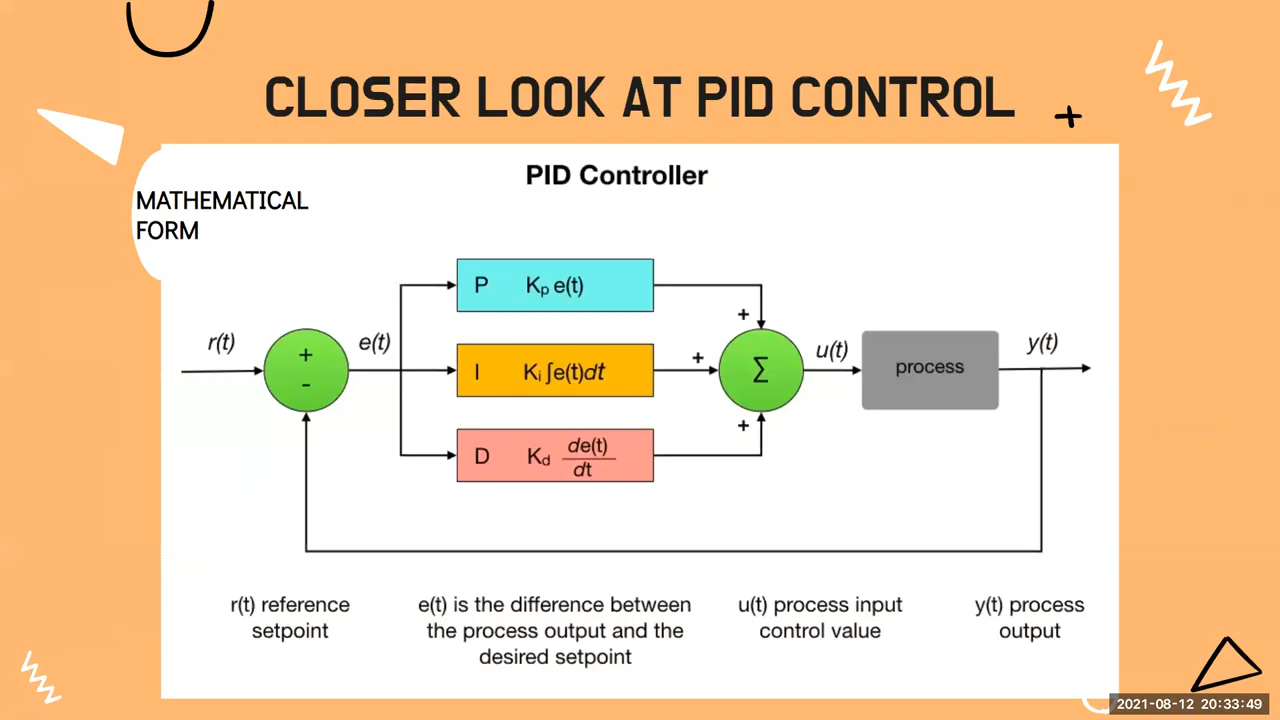 CLOSER LOOK AT PID CONTROL
PID Controller
MATHEMATICAL
FORM
P Kp e(t)
+
r(t)
+
-
e(t)
I Ki ∫e(t)dt
+
Σ
u(t)
process
y(t)
+
D Kd de(t)
dt
r(t) reference
setpoint
e(t) is the difference between
the process output and the
desired setpoint
u(t) process input
control value
y(t) process
output
2021-08-12 20:33:49